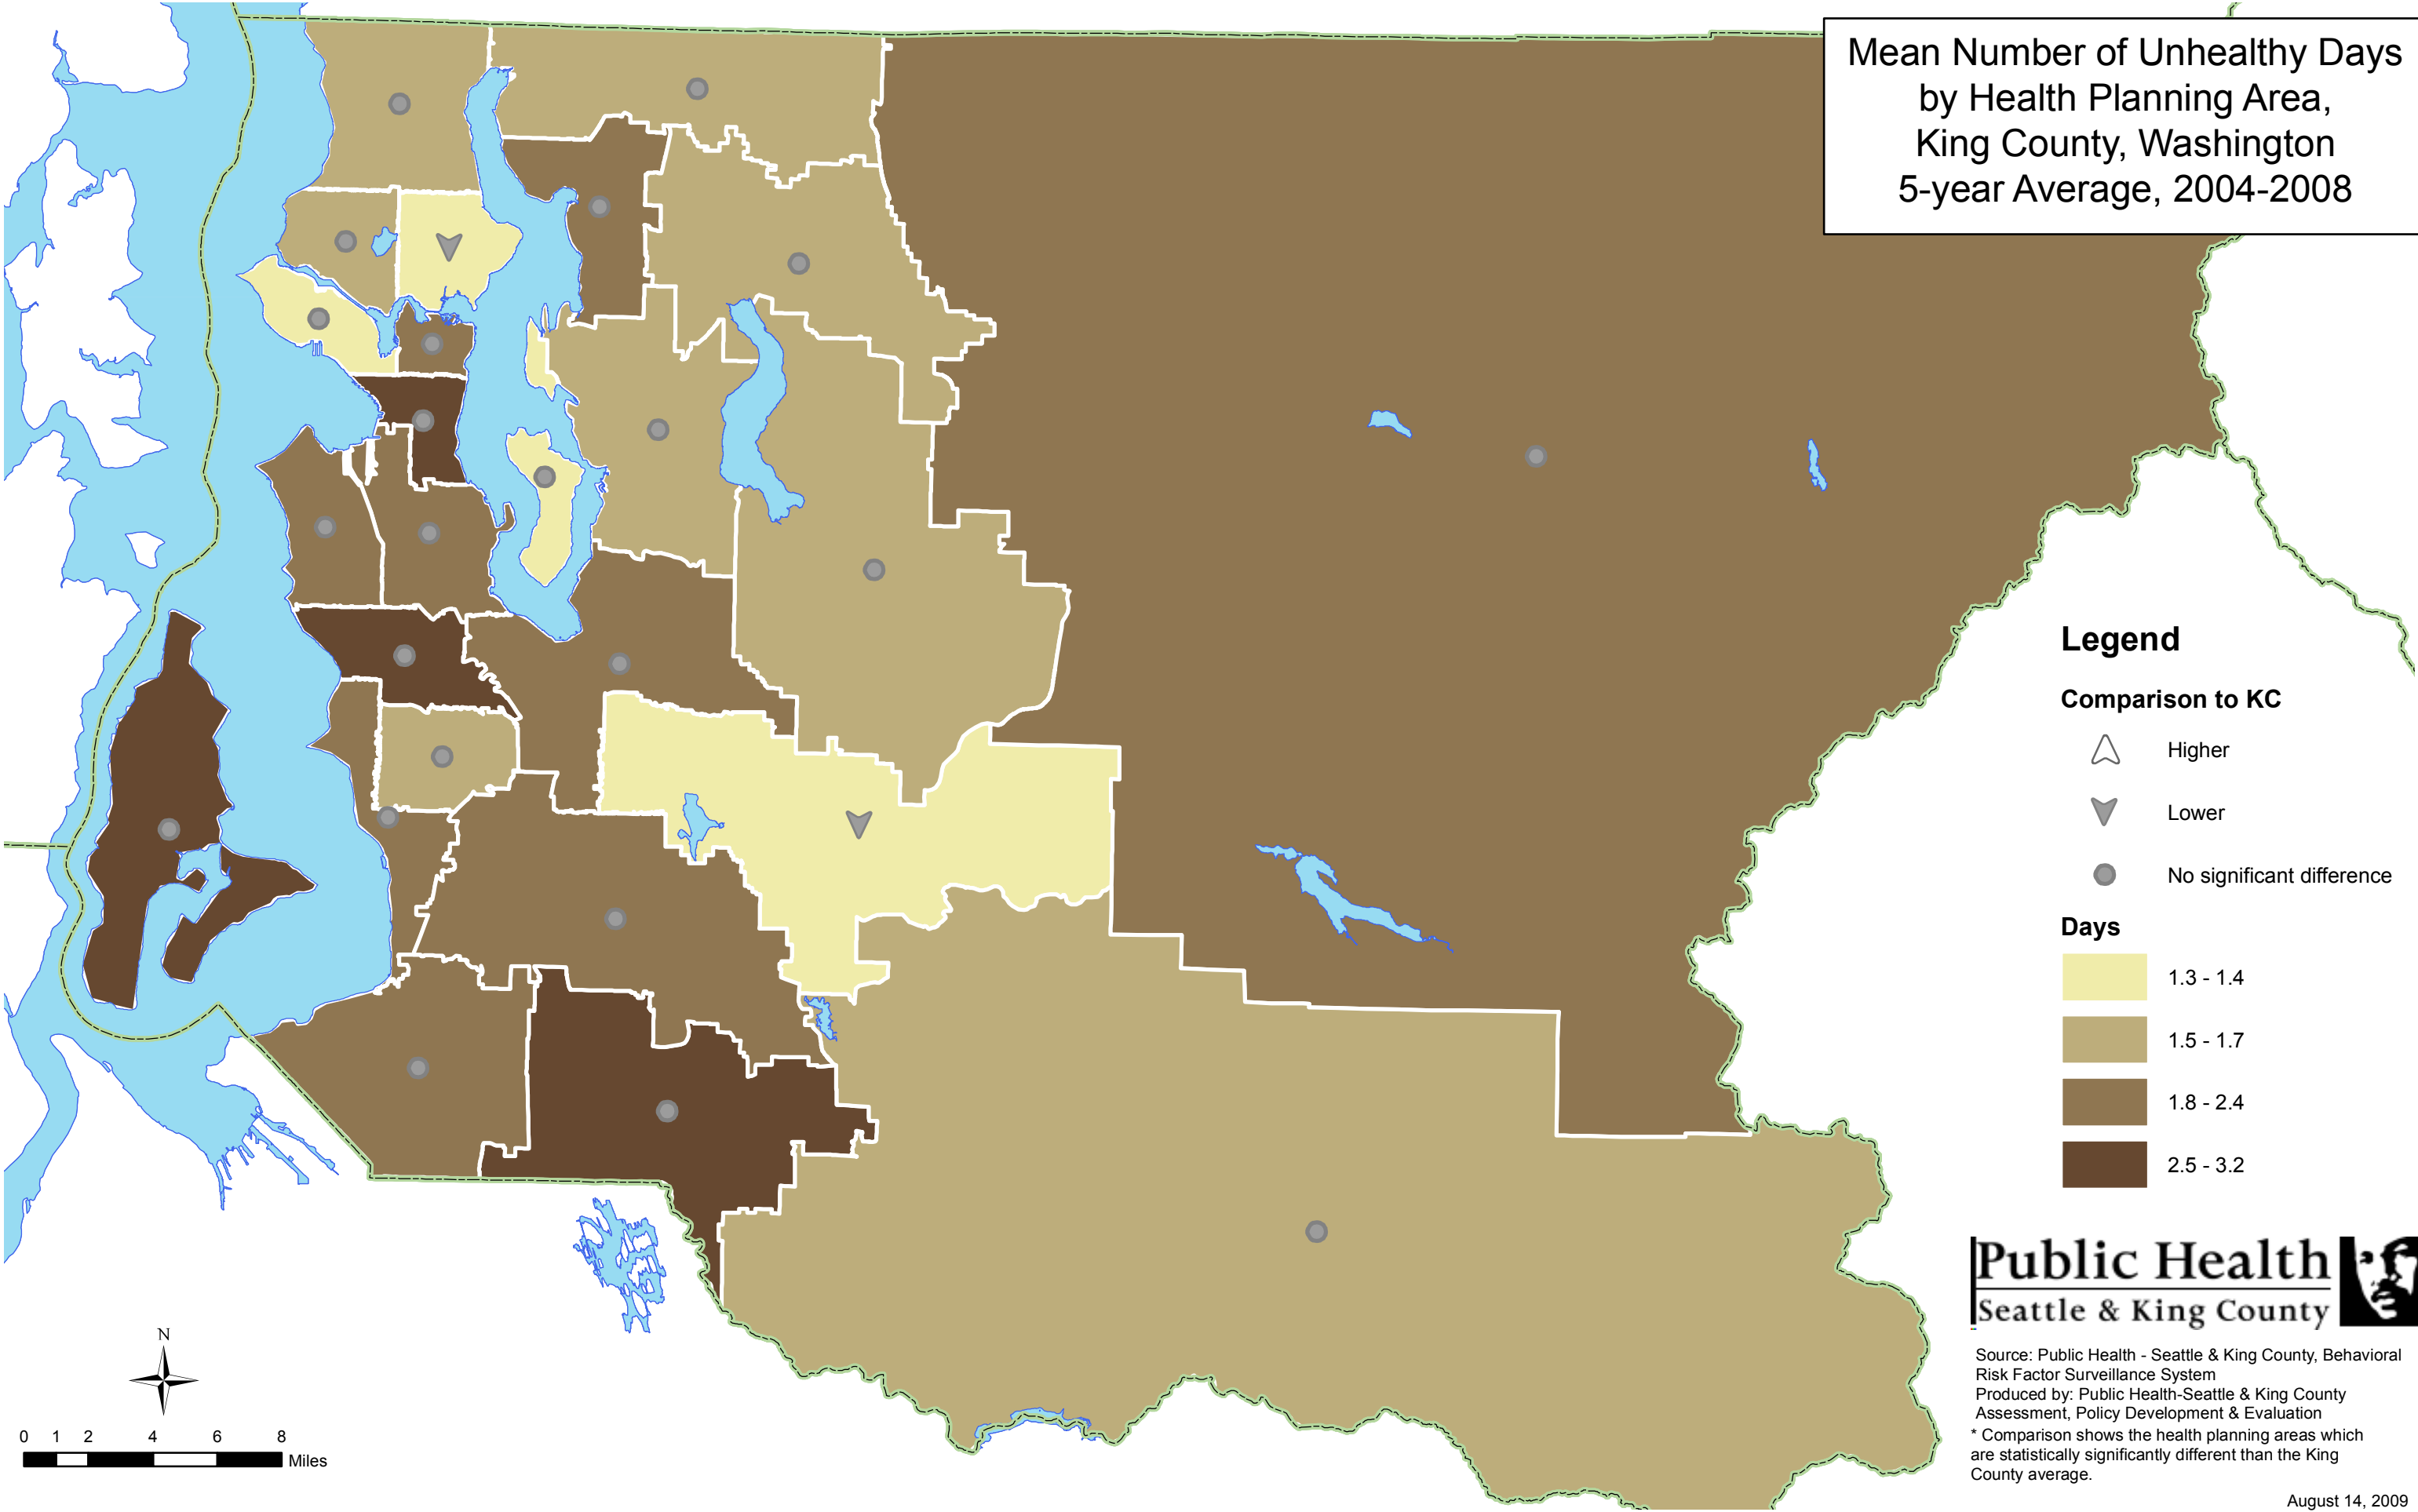 Mean Number of Unhealthy Days
by Health Planning Area,
King County, Washington
5-year Average, 2004-2008
Legend
Comparison to KC
Higher
Lower
No significant difference
Days
1.3 - 1.4
1.5 - 1.7
1.8 - 2.4
2.5 - 3.2
Public Health
Seattle & King County
Source: Public Health - Seattle & King County, Behavioral
Risk Factor Surveillance System
Produced by: Public Health-Seattle & King County
Assessment, Policy Development & Evaluation
* Comparison shows the health planning areas which
are statistically significantly different than the King
County average.
August 14, 2009
N
0 1 2 4 6 8
Miles